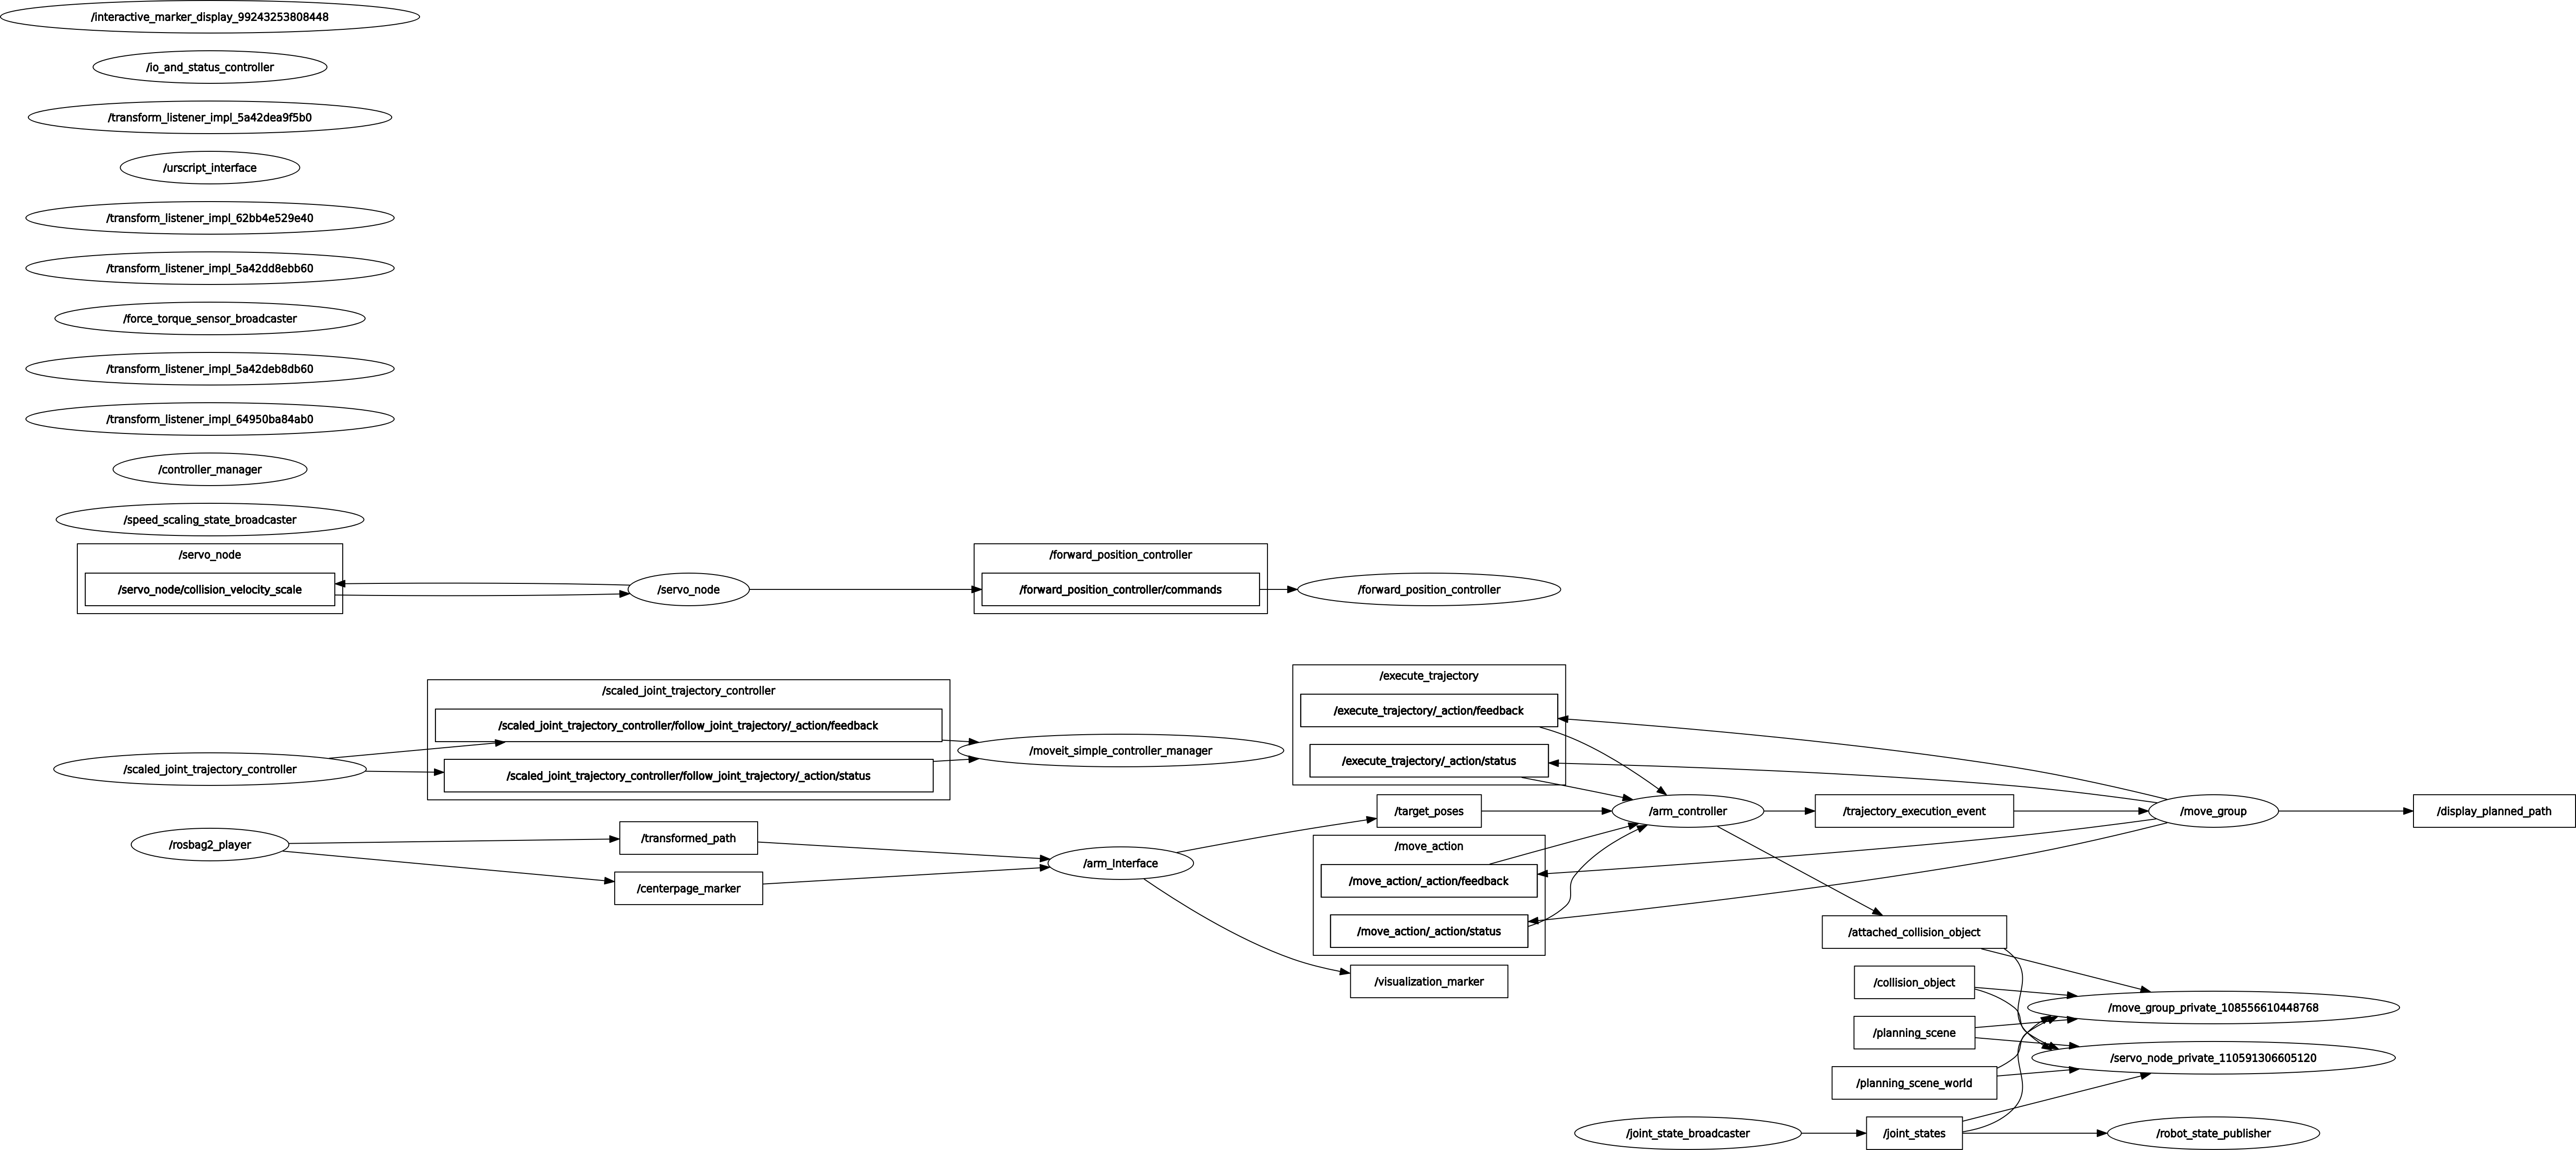 /interactive_marker_display_99243253808448
/io_and_status_controller
/transform_listener_impl_5a42dea9f5b0
/urscript_interface
/transform_listener_impl_62bb4e529e40
/transform_listener_impl_5a42dd8ebb60
/force_torque_sensor_broadcaster
/transform_listener_impl_5a42deb8db60
/transform_listener_impl_64950ba84ab0
/controller_manager
/speed_scaling_state_broadcaster
/servo_node
/servo_node/collision_velocity_scale
/servo_node
/forward_position_controller
/forward_position_controller/commands
/forward_position_controller
/scaled_joint_trajectory_controller
/scaled_joint_trajectory_controller
/scaled_joint_trajectory_controller/follow_joint_trajectory/_action/feedback
/scaled_joint_trajectory_controller/follow_joint_trajectory/_action/status
/moveit_simple_controller_manager
/rosbag2_player
/transformed_path
/centerpage_marker
/arm_Interface
/execute_trajectory
/execute_trajectory/_action/feedback
/execute_trajectory/_action/status
/target_poses
/move_action
/move_action/_action/feedback
/move_action/_action/status
/visualization_marker
/arm_controller
/trajectory_execution_event
/move_group
/display_planned_path
/attached_collision_object
/collision_object
/planning_scene
/planning_scene_world
/move_group_private_108556610448768
/servo_node_private_110591306605120
/joint_state_broadcaster
/joint_states
/robot_state_publisher